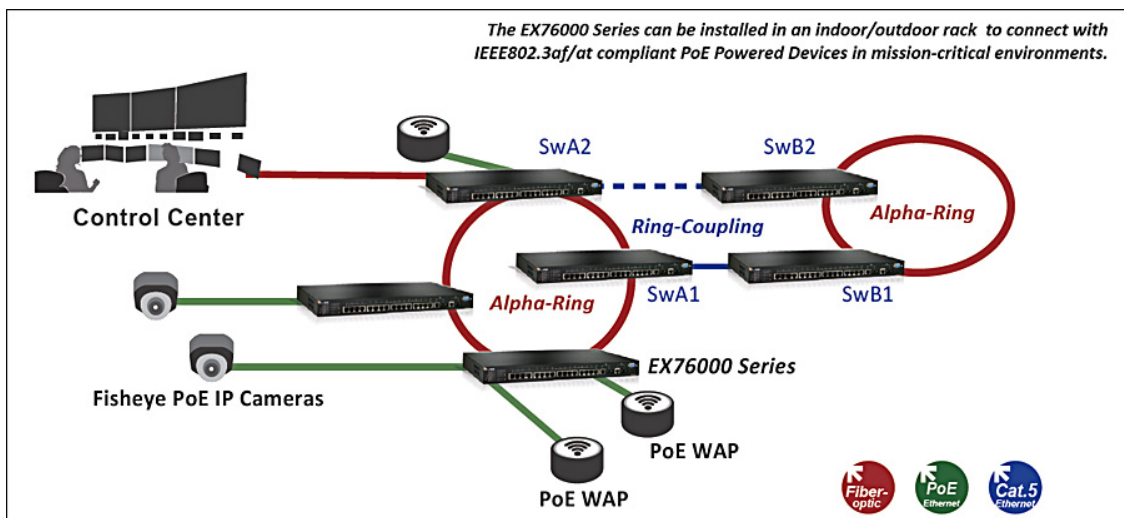 The EX76000 Series can be installed in an indoor/outdoor rack to connect with
IEEE802.3af/at compliant PoE Powered Devices in mission-critical environments.
SwA2
SwB2
Control Center
Ring-Coupling
Alpha-Ring
Alpha-Ring
SwA1
SwB1
EX76000 Series
Fisheye PoE IP Cameras
PoE WAP
PoE WAP
Fiber-
optic
PoE
Ethernet
Cat.5
Ethernet